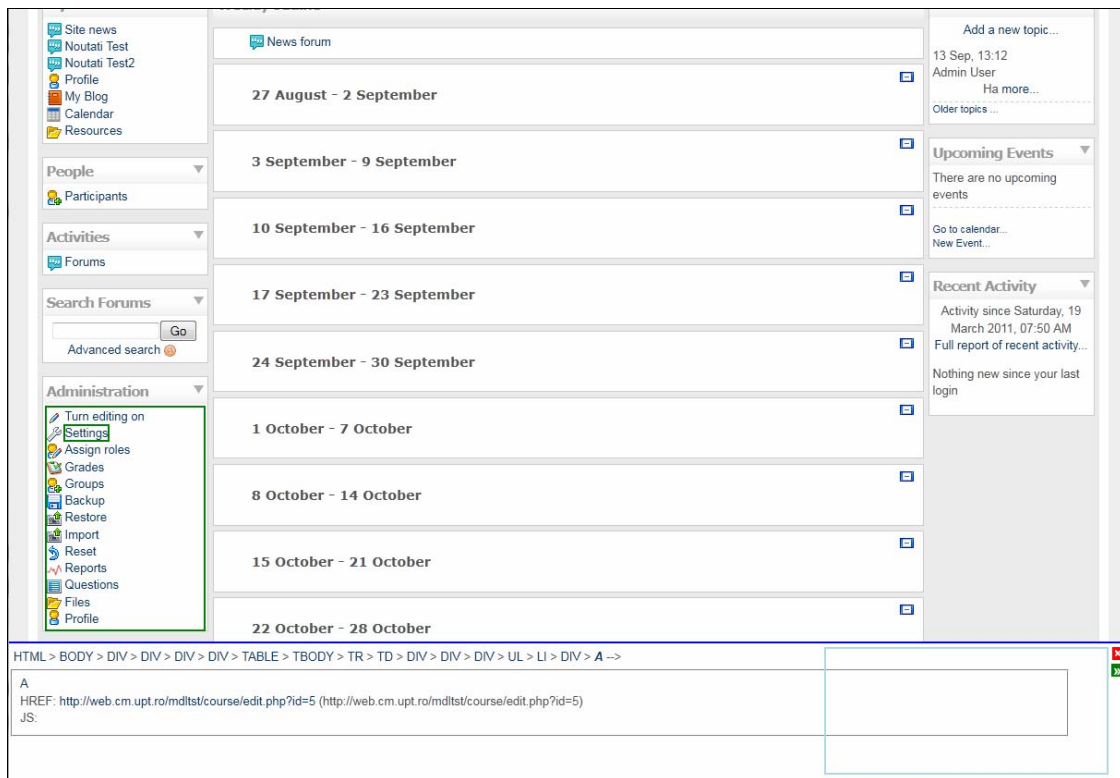 Site news
Noutati Test
Noutati Test2
Profile
My Blog
Calendar
Resources
People
Participants
Activities
Forums
Search Forums
Go
Advanced search
Administration
Turn editing on
Settings
Assign roles
Grades
Groups
Backup
Restore
Import
Reset
Reports
Questions
Files
Profile
News forum
27 August - 2 September
3 September - 9 September
10 September - 16 September
17 September - 23 September
24 September - 30 September
1 October - 7 October
8 October - 14 October
15 October - 21 October
22 October - 28 October
Add a new topic...
13 Sep, 13:12
Admin User
Ha more...
Older topics ...
Upcoming Events
There are no upcoming
events
Go to calendar...
New Event...
Recent Activity
Activity since Saturday, 19
March 2011, 07:50 AM
Full report of recent activity...
Nothing new since your last
login
HTML > BODY > DIV > DIV > DIV > DIV > TABLE > TBODY > TR > TD > DIV > DIV > DIV > UL > LI > DIV > A -->
A
HREF: http://web.cm.upt.ro/mdltst/course/edit.php?id=5 (http://web.cm.upt.ro/mdltst/course/edit.php?id=5)
JS: